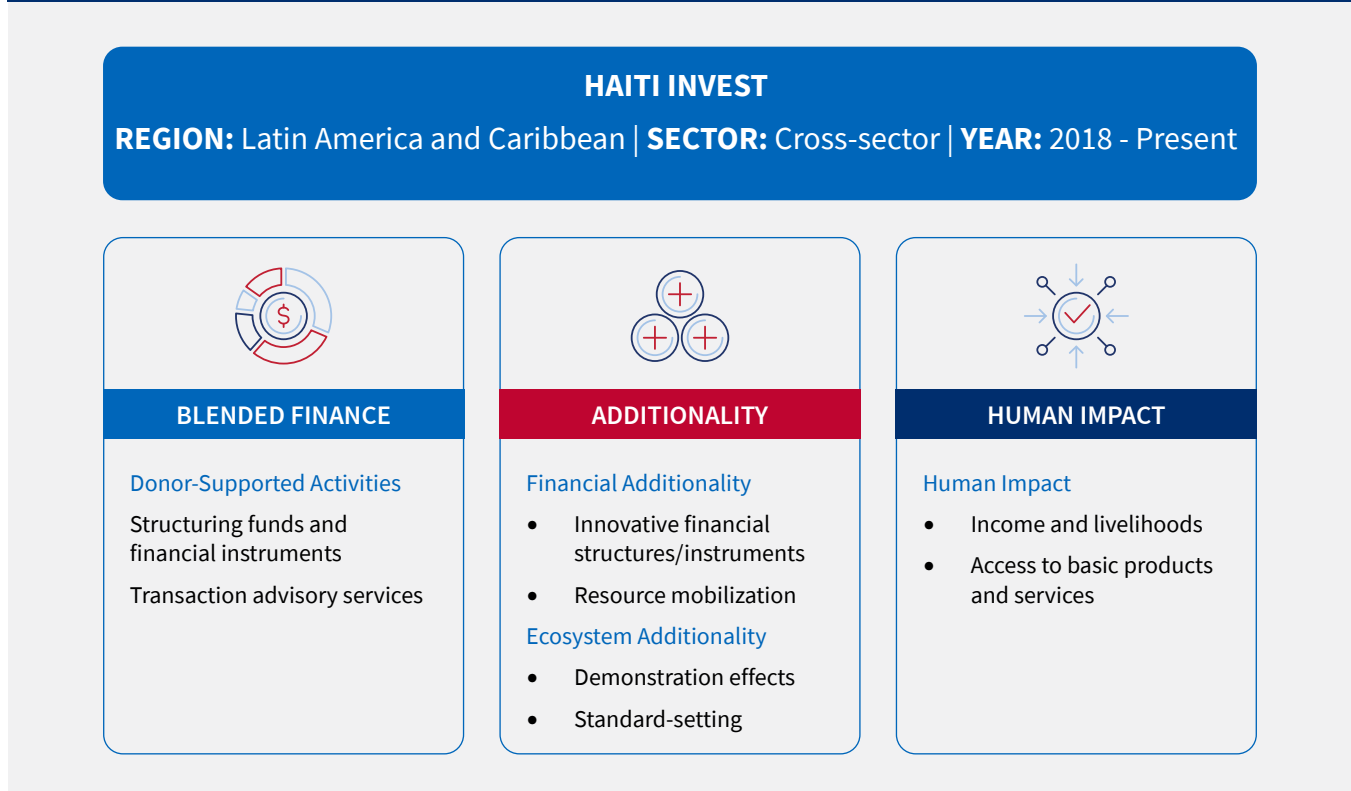 HAITI INVEST
REGION: Latin America and Caribbean | SECTOR: Cross-sector | YEAR: 2018 - Present
$
BLENDED FINANCE
Donor-Supported Activities
Structuring funds and
financial instruments
Transaction advisory services
ADDITIONALITY
Financial Additionality
• Innovative financial
structures/instruments
• Resource mobilization
Ecosystem Additionality
• Demonstration effects
• Standard-setting
HUMAN IMPACT
Human Impact
• Income and livelihoods
• Access to basic products
and services